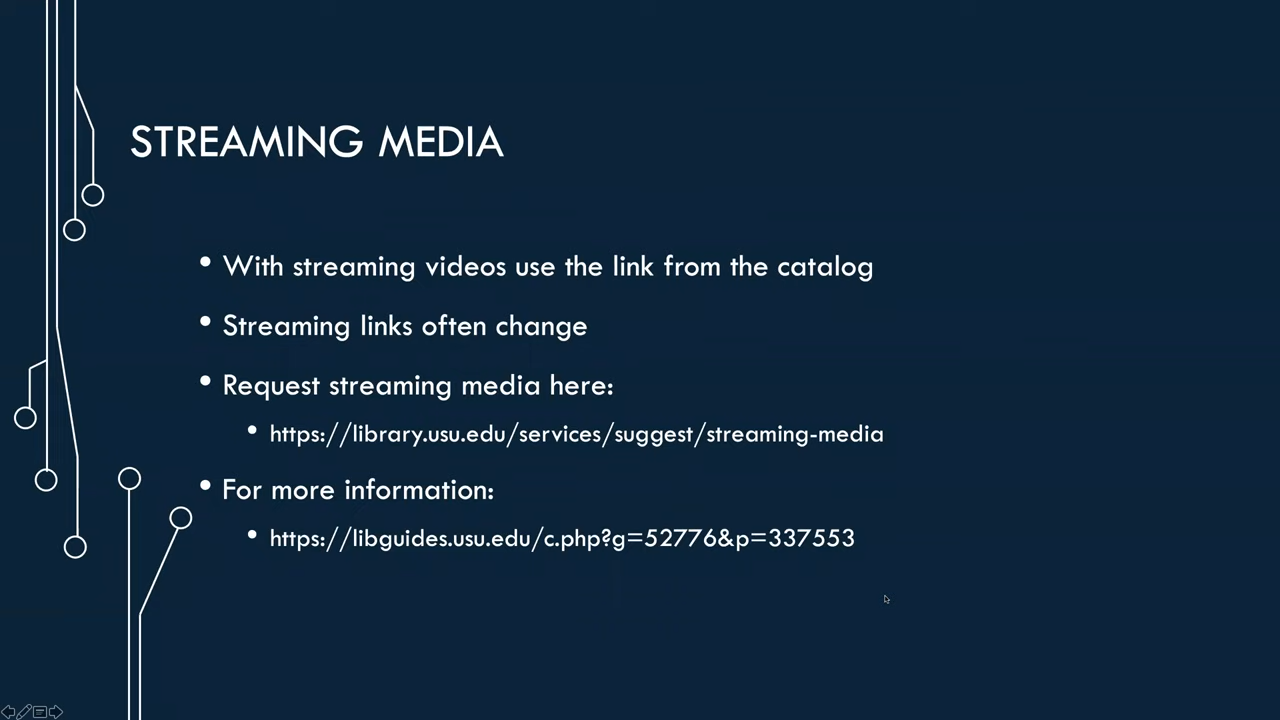 STREAMING MEDIA
• With streaming videos use the link from the catalog
• Streaming links often change
• Request streaming media here:
• https://library.usu.edu/services/suggest/streaming-media
• For more information:
• https://libguides.usu.edu/c.php?g=52776&p=337553